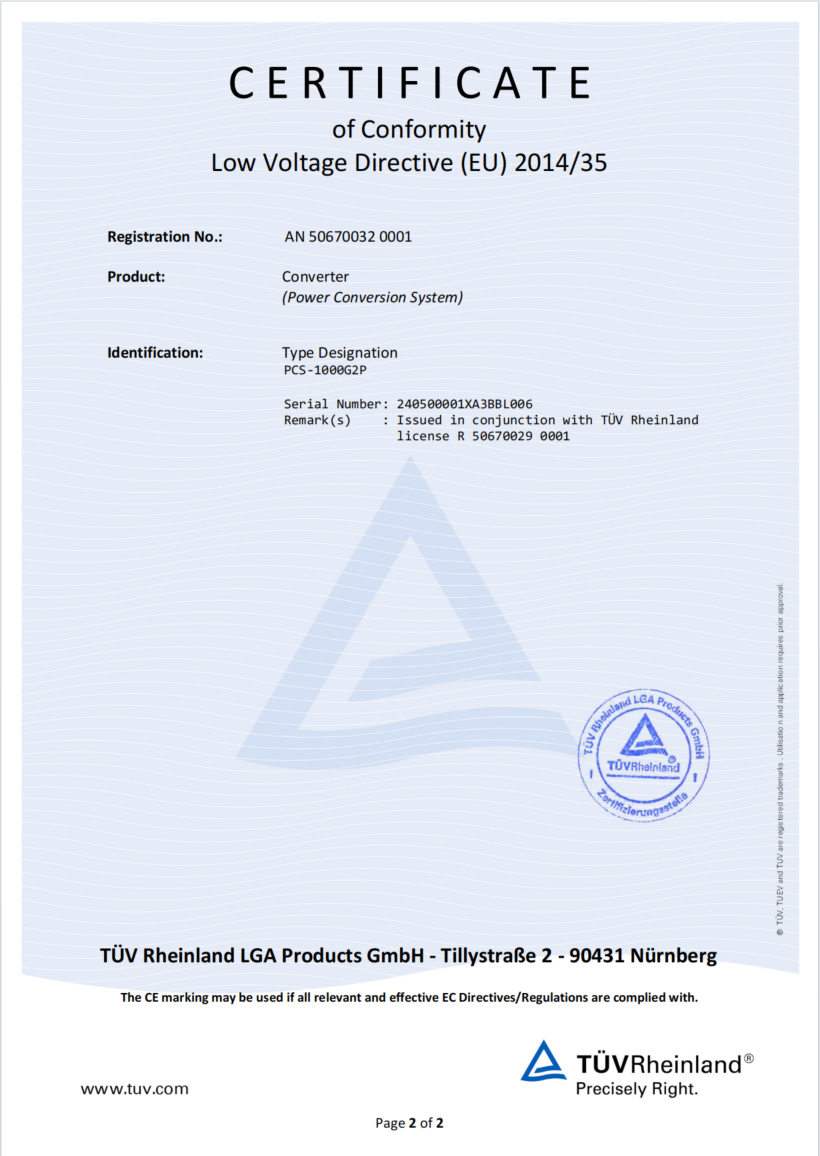 CERTIFICATE
of Conformity
Low Voltage Directive (EU) 2014/35
Registration No.: AN 50670032 0001
Product: Converter
(Power Conversion System)
Identification: Type Designation
PCS-1000G2P
Serial Number: 240500001XA3BBL006
Remark(s) : Issued in conjunction with TÜV Rheinland
license R 50670029 0001
TÜV Rheinland LGA Products GmbH
TÜVRheinland®
Zertifizierungsstelle
® TÜV, TUEV and TUV are registered trademarks . Utilisatio n and application requires prior approval.
TÜV Rheinland LGA Products GmbH - Tillystraße 2 - 90431 Nürnberg
The CE marking may be used if all relevant and effective EC Directives/Regulations are complied with.
TÜVRheinland®
Precisely Right.
www.tuv.com
Page 2 of 2